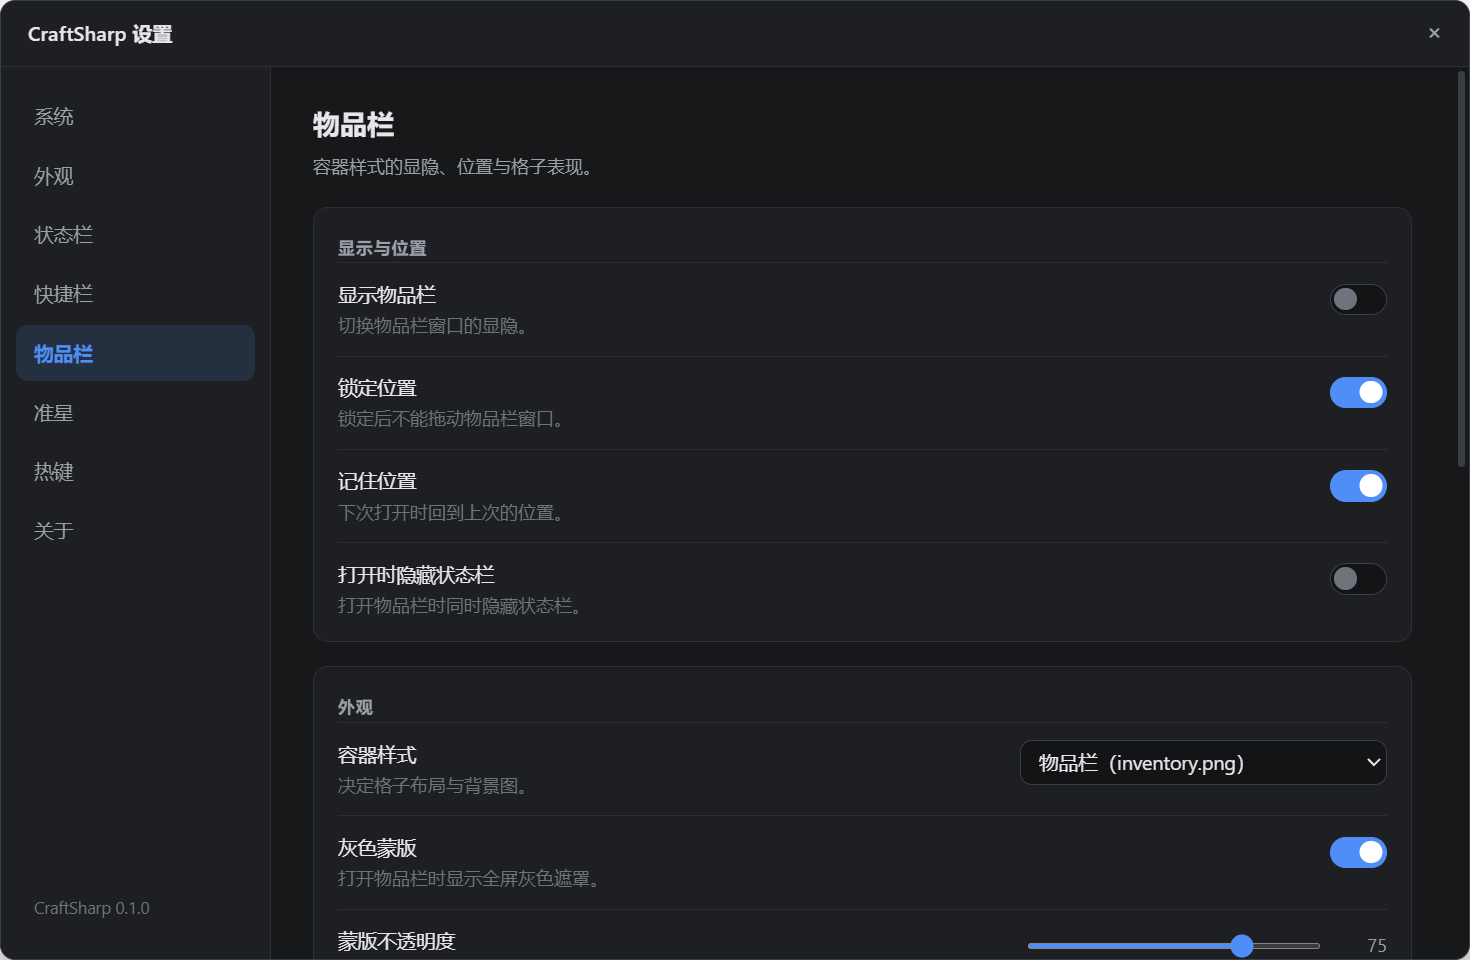 CraftSharp 设置
×
系统
外观
状态栏
快捷栏
物品栏
准星
热键
关于
CraftSharp 0.1.0
物品栏
容器样式的显隐、位置与格子表现。
显示与位置
显示物品栏
切换物品栏窗口的显隐。
锁定位置
锁定后不能拖动物品栏窗口。
记住位置
下次打开时回到上次的位置。
打开时隐藏状态栏
打开物品栏时同时隐藏状态栏。
外观
容器样式
决定格子布局与背景图。
物品栏（inventory.png）
灰色蒙版
打开物品栏时显示全屏灰色遮罩。
蒙版不透明度
75